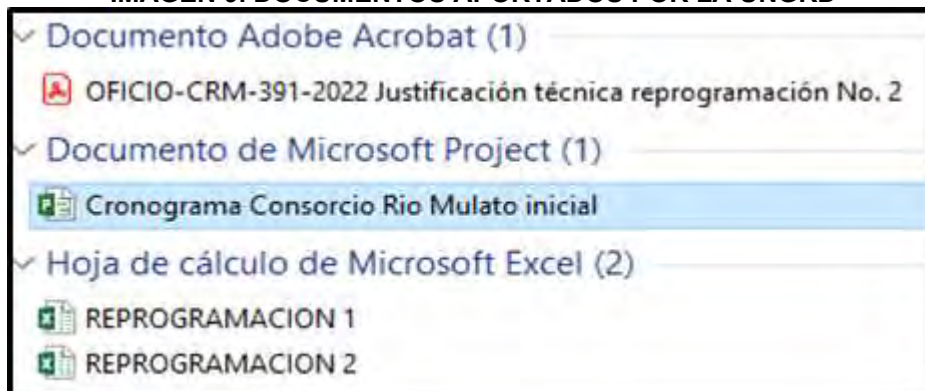 Documento Adobe Acrobat (1)
OFICIO-CRM-391-2022 Justificación técnica reprogramación No. 2
Documento de Microsoft Project (1)
Cronograma Consorcio Rio Mulato inicial
Hoja de cálculo de Microsoft Excel (2)
REPROGRAMACION 1
REPROGRAMACION 2